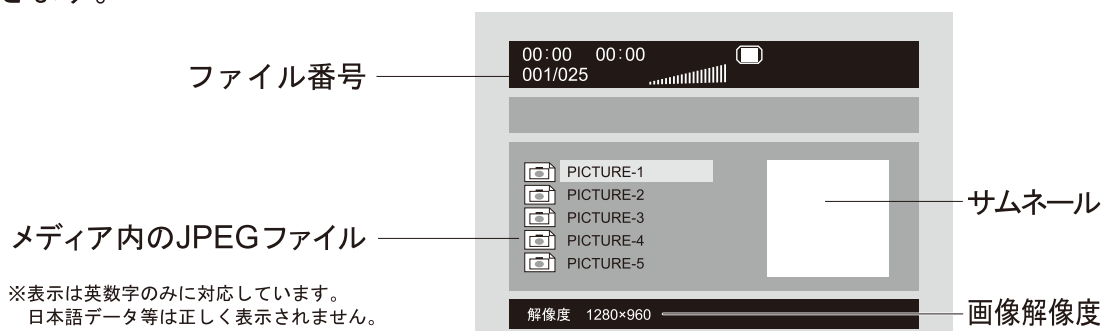 きます。
00:00 00:00
001/025
ファイル番号
PICTURE-1
PICTURE-2
PICTURE-3
PICTURE-4
PICTURE-5
サムネール
メディア内のJPEGファイル
※表示は英数字のみに対応しています。
日本語データ等は正しく表示されません。
解像度 1280×960
画像解像度